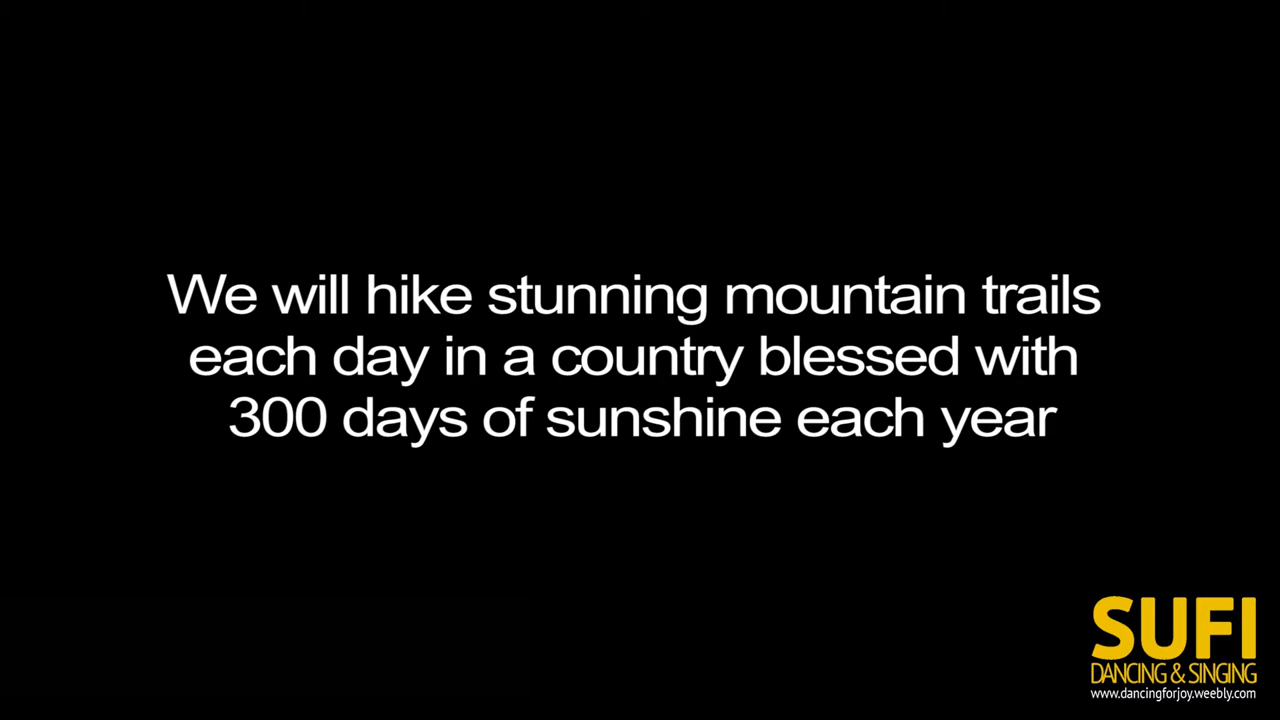 We will hike stunning mountain trails
each day in a country blessed with
300 days of sunshine each year
SUFI
DANCING & SINGING
www.dancingforjoy.weebly.com